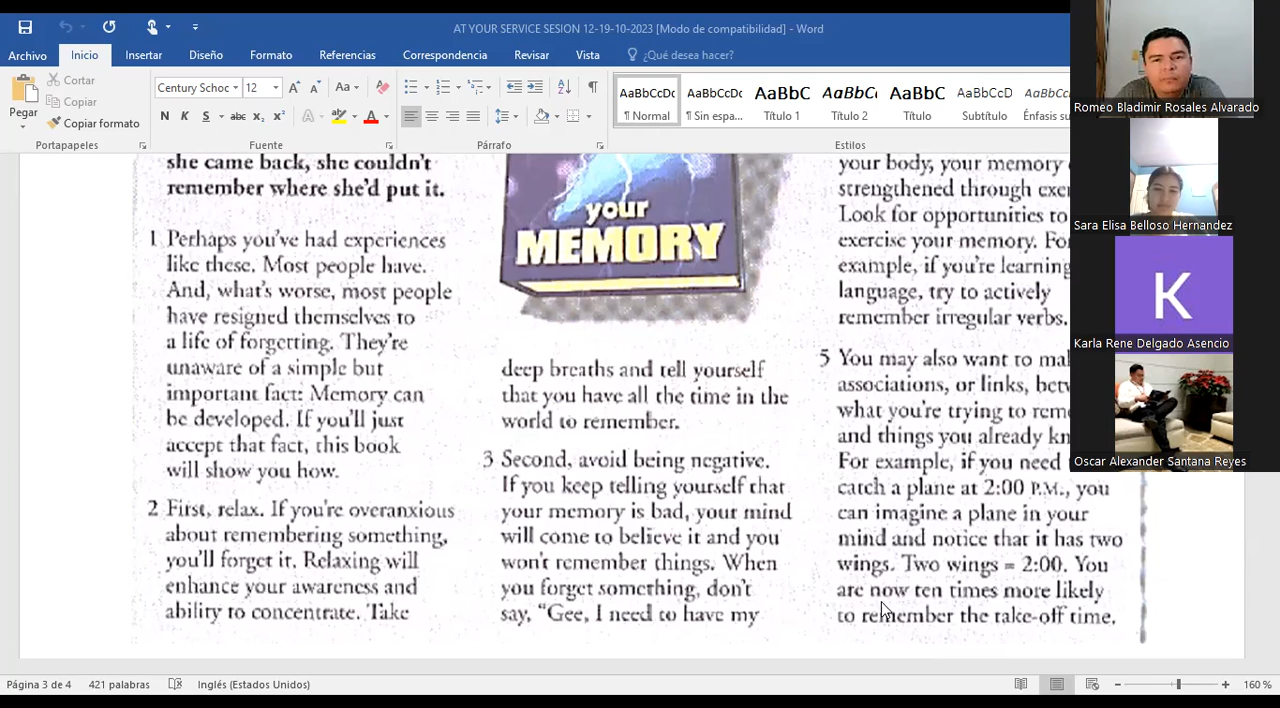 AT YOUR SERVICE SESION 12-19-10-2023 [Modo de compatibilidad] - Word
Archivo
Inicio
Insertar
Diseño
Formato
Referencias
Correspondencia
Revisar
Vista
¿Qué desea hacer?
Pegar
Cortar
Copiar
Copiar formato
Portapapeles
Century Schoc
12
Aa
N K S abc x₂ x²
Fuente
Párrafo
AaBbCcDc
¶ Normal
AaBbCcDc
¶ Sin espa...
AaBbC
Título 1
AaBbC
Título 2
AaBbC
Título
AaBbCcD
Subtítulo
AaBbCcD
Énfasis
Estilos
she came back, she couldn't
remember where she'd put it.
1 Perhaps you've had experiences
like these. Most people have.
And, what's worse, most people
have resigned themselves to
a life of forgetting. They're
unaware of a simple but
important fact: Memory can
be developed. If you'll just
accept that fact, this book
will show you how.
2 First, relax. If you're overanxious
about remembering something,
you'll forget it. Relaxing will
enhance your awareness and
ability to concentrate. Take
your
MEMORY
deep breaths and tell yourself
that you have all the time in the
world to remember.
3 Second, avoid being negative.
If you keep telling yourself that
your memory is bad, your mind
will come to believe it and you
won't remember things. When
you forget something, don't
say, "Gee, I need to have my
your body, your memory
strengthened through
Look for opportunities to
exercise your memory.
example, if you're learning
language, try to actively
remember irregular verbs.
5 You may also want to
associations, or links,
what you're trying to
and things you already
For example, if you need
catch a plane at 2:00 P.M., you
can imagine a plane in your
mind and notice that it has two
wings. Two wings = 2:00. You
are now ten times more likely
to remember the take-off time.
Romeo Bladimir Rosales Alvarado
Sara Elisa Belloso Hernandez
K
Karla Rene Delgado Asencio
Oscar Alexander Santana Reyes
Página 3 de 4
421 palabras
Inglés (Estados Unidos)
160 %